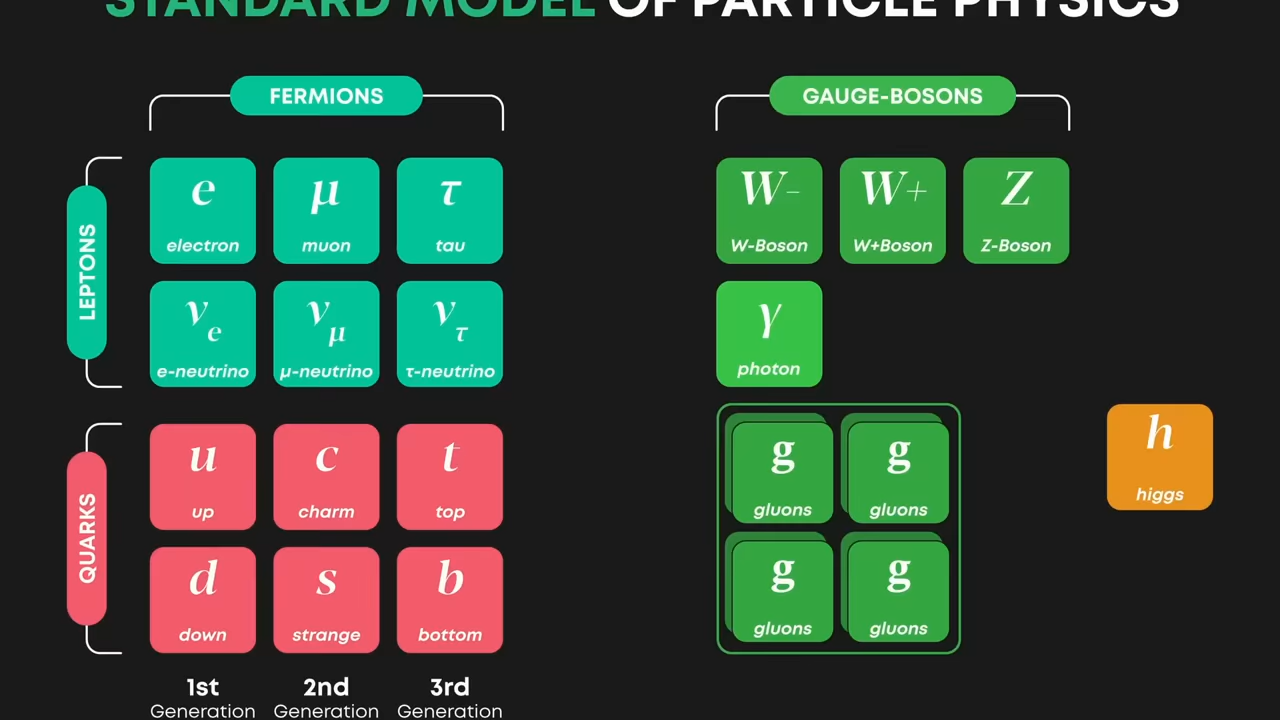 STANDARD MODEL OF PARTICLE PHYSICS
FERMIONS
GAUGE-BOSONS
LEPTONS
e
electron
μ
muon
τ
tau
W-
W-Boson
W+
W+Boson
Z
Z-Boson
νe
e-neutrino
νμ
μ-neutrino
ντ
τ-neutrino
γ
photon
QUARKS
u
up
c
charm
t
top
g
gluons
g
gluons
h
higgs
d
down
s
strange
b
bottom
g
gluons
g
gluons
1st
Generation
2nd
Generation
3rd
Generation